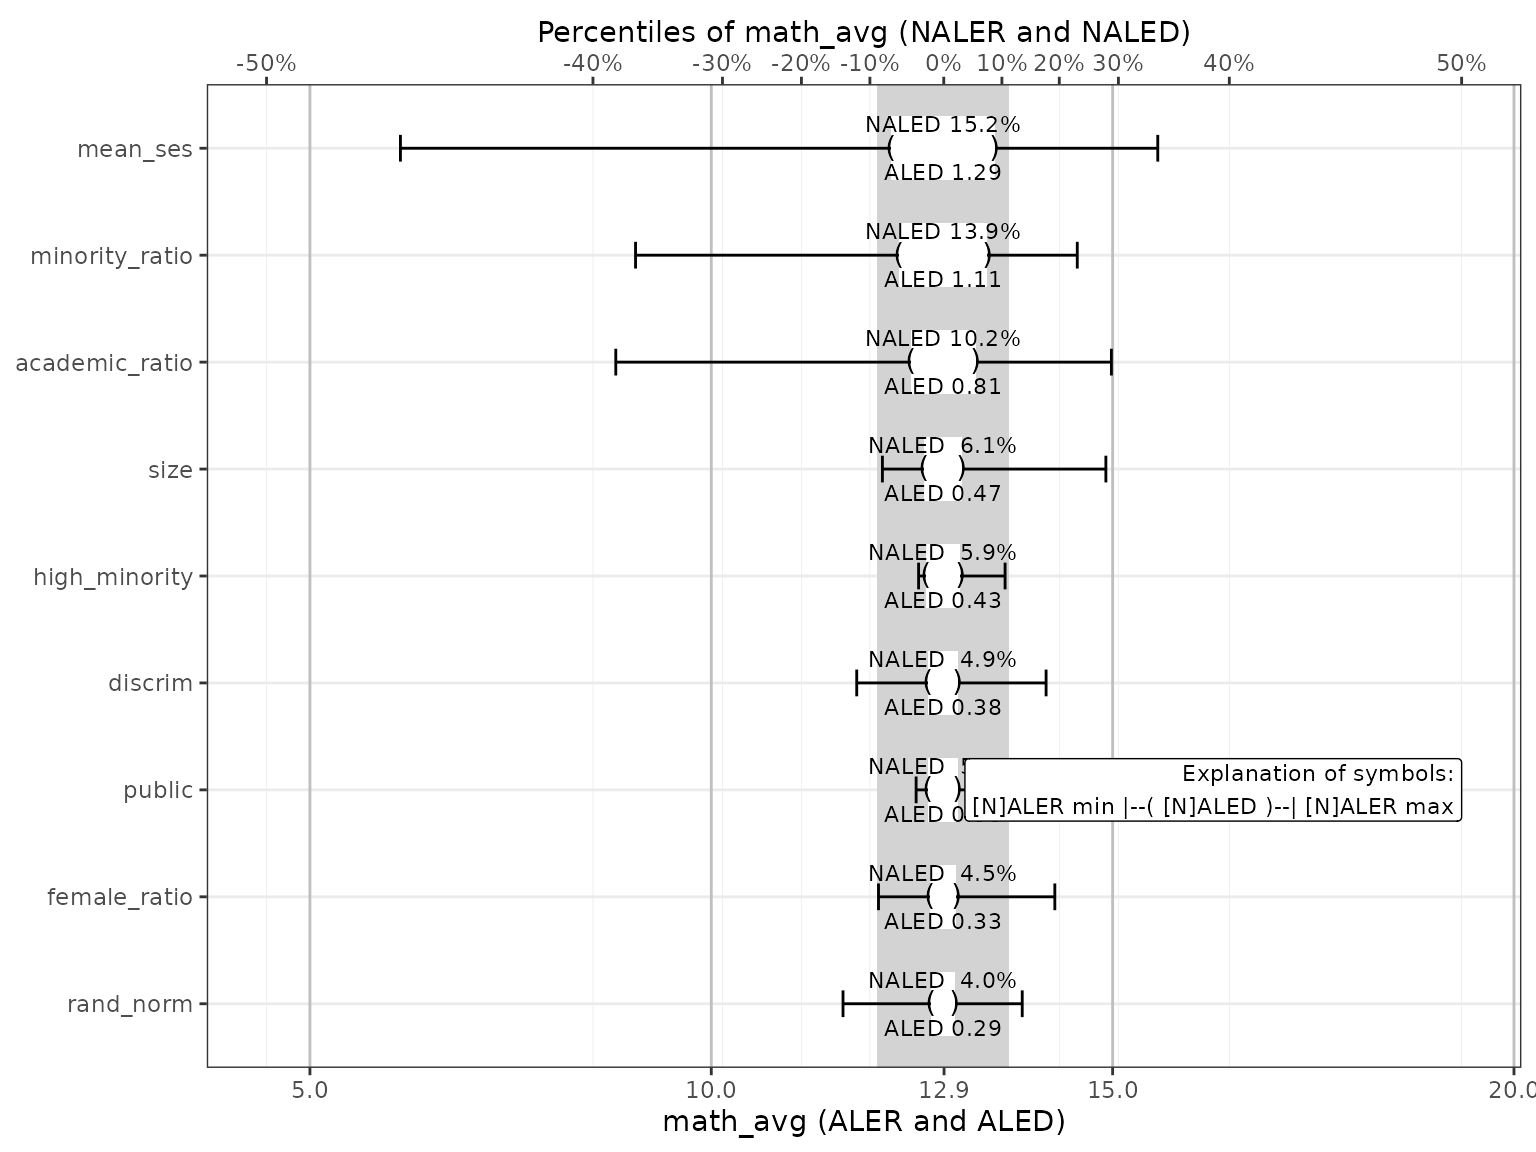 Percentiles of math_avg (NALER and NALED)
-50% -40% -30% -20% -10% 0% 10% 20% 30% 40% 50%
NALED 15.2%
mean_ses
ALED 1.29
NALED 13.9%
minority_ratio
ALED 1.11
NALED 10.2%
academic_ratio
ALED 0.81
NALED 6.1%
size
ALED 0.47
NALED 5.9%
high_minority
ALED 0.43
NALED 4.9%
discrim
ALED 0.38
NALED
public
ALED
Explanation of symbols:
[N]ALER min |--( [N]ALED )--| [N]ALER max
NALED 4.5%
female_ratio
ALED 0.33
NALED 4.0%
rand_norm
ALED 0.29
5.0 10.0 12.9 15.0 20.0
math_avg (ALER and ALED)